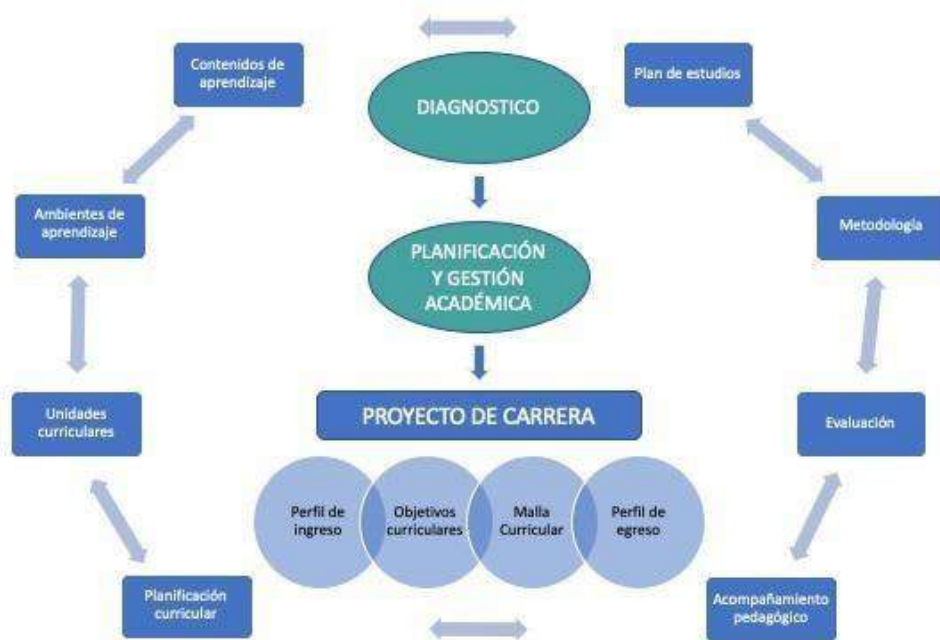 Contenidos de
aprendizaje
DIAGNOSTICO
Plan de estudios
Ambientes de
aprendizaje
PLANIFICACIÓN
Y GESTIÓN
ACADÉMICA
Metodología
PROYECTO DE CARRERA
Unidades
curriculares
Evaluación
Perfil de
ingreso
Objetivos
curriculares
Malla
Curricular
Perfil de
egreso
Planificación
curricular
Acompañamiento
pedagógico